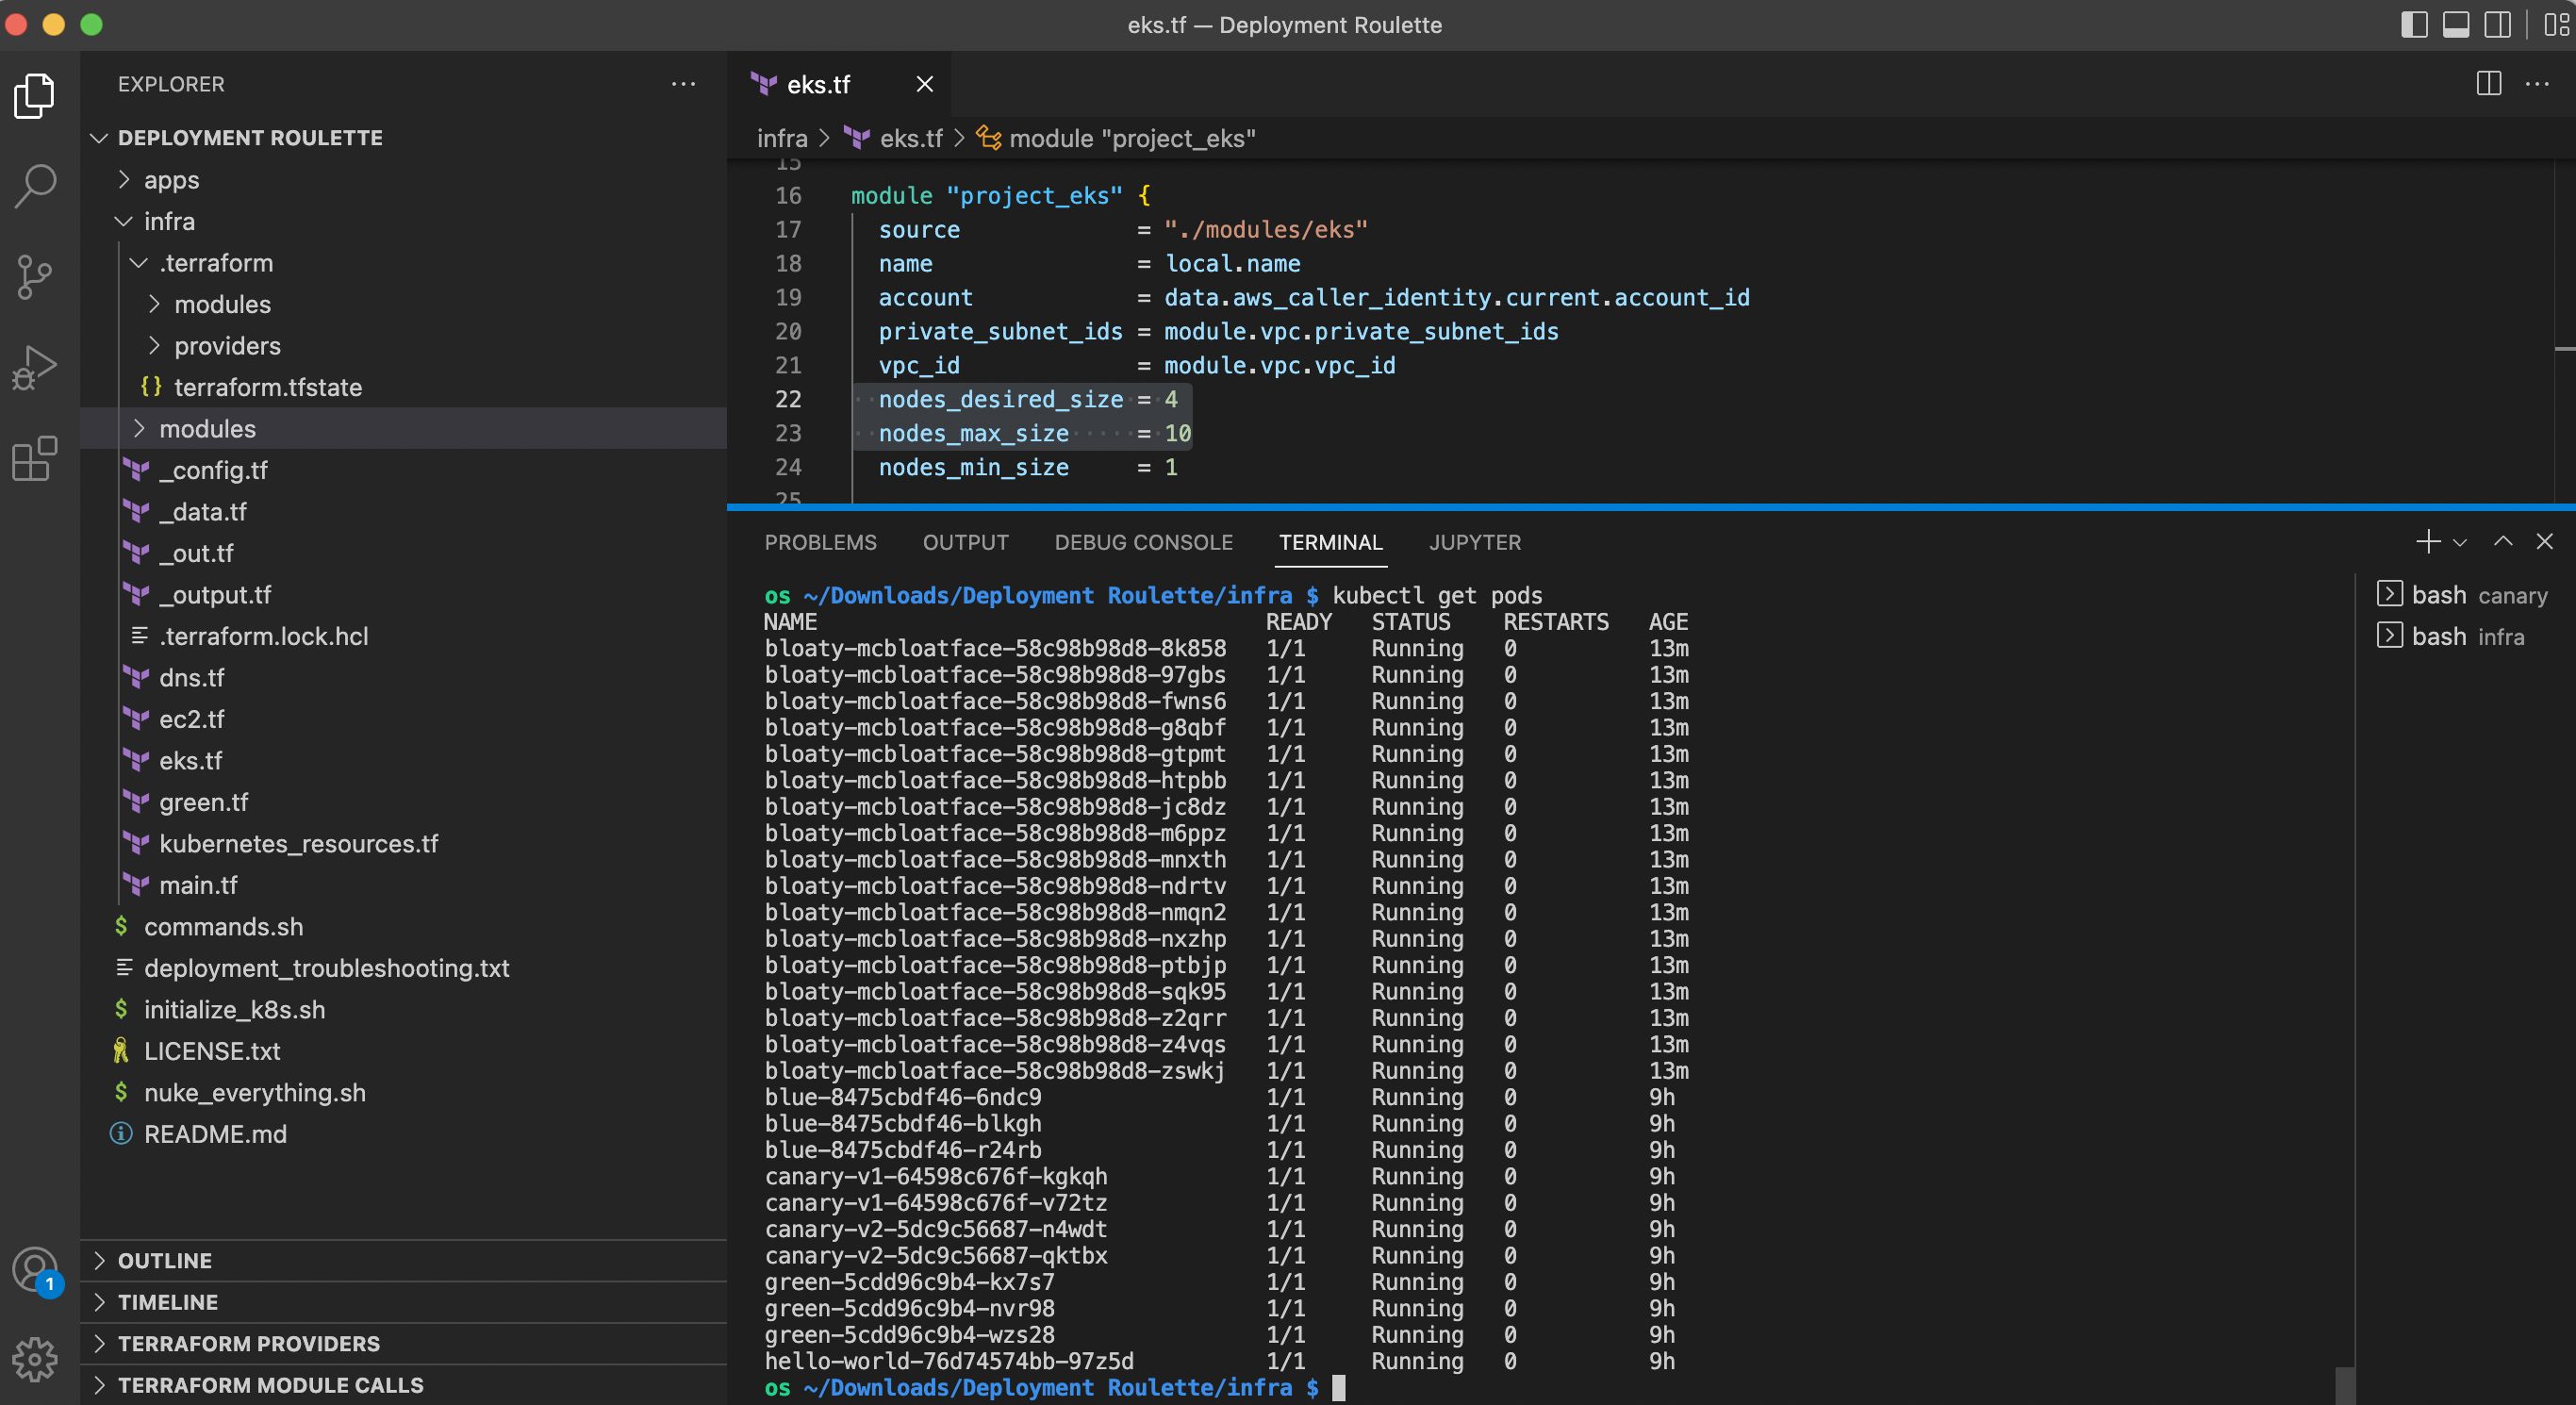 eks.tf — Deployment Roulette
EXPLORER
DEPLOYMENT ROULETTE
apps
infra
.terraform
modules
providers
{} terraform.tfstate
modules
_config.tf
_data.tf
_out.tf
_output.tf
.terraform.lock.hcl
dns.tf
ec2.tf
eks.tf
green.tf
kubernetes_resources.tf
main.tf
$ commands.sh
deployment_troubleshooting.txt
$ initialize_k8s.sh
LICENSE.txt
$ nuke_everything.sh
README.md
OUTLINE
TIMELINE
TERRAFORM PROVIDERS
TERRAFORM MODULE CALLS
1
eks.tf
infra > eks.tf > module "project_eks"
15
16 module "project_eks" {
17 source = "./modules/eks"
18 name = local.name
19 account = data.aws_caller_identity.current.account_id
20 private_subnet_ids = module.vpc.private_subnet_ids
21 vpc_id = module.vpc.vpc_id
22 nodes_desired_size = 4
23 nodes_max_size = 10
24 nodes_min_size = 1
25
PROBLEMS OUTPUT DEBUG CONSOLE TERMINAL JUPYTER
os ~/Downloads/Deployment Roulette/infra $ kubectl get pods
NAME READY STATUS RESTARTS AGE
bloaty-mcbloatface-58c98b98d8-8k858 1/1 Running 0 13m
bloaty-mcbloatface-58c98b98d8-97gbs 1/1 Running 0 13m
bloaty-mcbloatface-58c98b98d8-fwns6 1/1 Running 0 13m
bloaty-mcbloatface-58c98b98d8-g8qbf 1/1 Running 0 13m
bloaty-mcbloatface-58c98b98d8-gtpmt 1/1 Running 0 13m
bloaty-mcbloatface-58c98b98d8-htpbb 1/1 Running 0 13m
bloaty-mcbloatface-58c98b98d8-jc8dz 1/1 Running 0 13m
bloaty-mcbloatface-58c98b98d8-m6ppz 1/1 Running 0 13m
bloaty-mcbloatface-58c98b98d8-mnxth 1/1 Running 0 13m
bloaty-mcbloatface-58c98b98d8-ndrtv 1/1 Running 0 13m
bloaty-mcbloatface-58c98b98d8-nmqn2 1/1 Running 0 13m
bloaty-mcbloatface-58c98b98d8-nxzhp 1/1 Running 0 13m
bloaty-mcbloatface-58c98b98d8-ptbjp 1/1 Running 0 13m
bloaty-mcbloatface-58c98b98d8-sqk95 1/1 Running 0 13m
bloaty-mcbloatface-58c98b98d8-z2qrr 1/1 Running 0 13m
bloaty-mcbloatface-58c98b98d8-z4vqs 1/1 Running 0 13m
bloaty-mcbloatface-58c98b98d8-zswkj 1/1 Running 0 13m
blue-8475cbdf46-6ndc9 1/1 Running 0 9h
blue-8475cbdf46-blkgh 1/1 Running 0 9h
blue-8475cbdf46-r24rb 1/1 Running 0 9h
canary-v1-64598c676f-kgkqh 1/1 Running 0 9h
canary-v1-64598c676f-v72tz 1/1 Running 0 9h
canary-v2-5dc9c56687-n4wdt 1/1 Running 0 9h
canary-v2-5dc9c56687-qktbx 1/1 Running 0 9h
green-5cdd96c9b4-kx7s7 1/1 Running 0 9h
green-5cdd96c9b4-nvr98 1/1 Running 0 9h
green-5cdd96c9b4-wzs28 1/1 Running 0 9h
hello-world-76d74574bb-97z5d 1/1 Running 0 9h
os ~/Downloads/Deployment Roulette/infra $
bash canary
bash infra